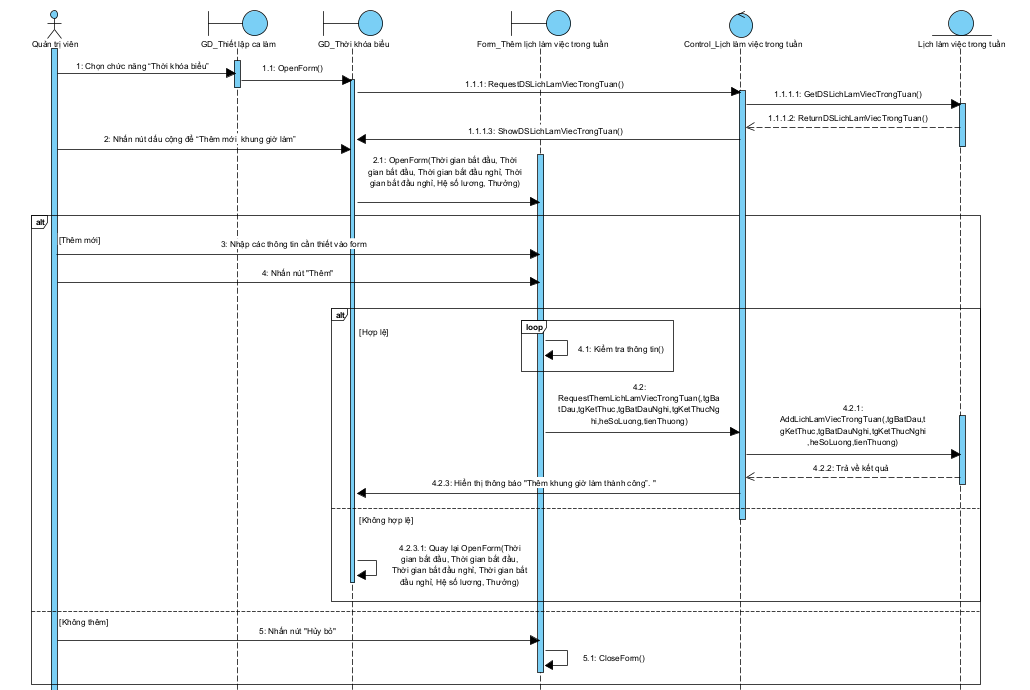 Quản trị viên
GD_Thiết lập ca làm
GD_Thời khóa biểu
Form_Thêm lịch làm việc trong tuần
Control_Lịch làm việc trong tuần
Lịch làm việc trong tuần
1: Chọn chức năng "Thời khóa biểu"
1.1: OpenForm()
1.1.1: RequestDSLichLamViecTrongTuan()
1.1.1.1: GetDSLichLamViecTrongTuan()
1.1.1.2: ReturnDSLichLamViecTrongTuan()
1.1.1.3: ShowDSLichLamViecTrongTuan()
2: Nhấn nút dấu cộng để "Thêm mới khung giờ làm"
2.1: OpenForm(Thời gian bắt đầu, Thời
gian bắt đầu, Thời gian bắt đầu nghỉ, Thời
gian bắt đầu nghỉ, Hệ số lương, Thưởng)
alt
[Thêm mới]
3: Nhập các thông tin cần thiết vào form
4: Nhấn nút "Thêm"
alt
[Hợp lệ]
loop
4.1: Kiểm tra thông tin()
4.2:
RequestThemLichLamViecTrongTuan(,tgBa
tDau,tgKetThuc,tgBatDauNghi,tgKetThucNg
hi,heSoLuong,tienThuong)
4.2.1:
AddLichLamViecTrongTuan(,tgBatDau,t
gKetThuc,tgBatDauNghi,tgKetThucNghi
,heSoLuong,tienThuong)
4.2.2: Trả về kết quả
4.2.3: Hiển thị thông báo "Thêm khung giờ làm thành công". "
[Không hợp lệ]
4.2.3.1: Quay lại OpenForm(Thời
gian bắt đầu, Thời gian bắt đầu,
Thời gian bắt đầu nghỉ, Thời gian bắt
đầu nghỉ, Hệ số lương, Thưởng)
[Không thêm]
5: Nhấn nút "Hủy bỏ"
5.1: CloseForm()